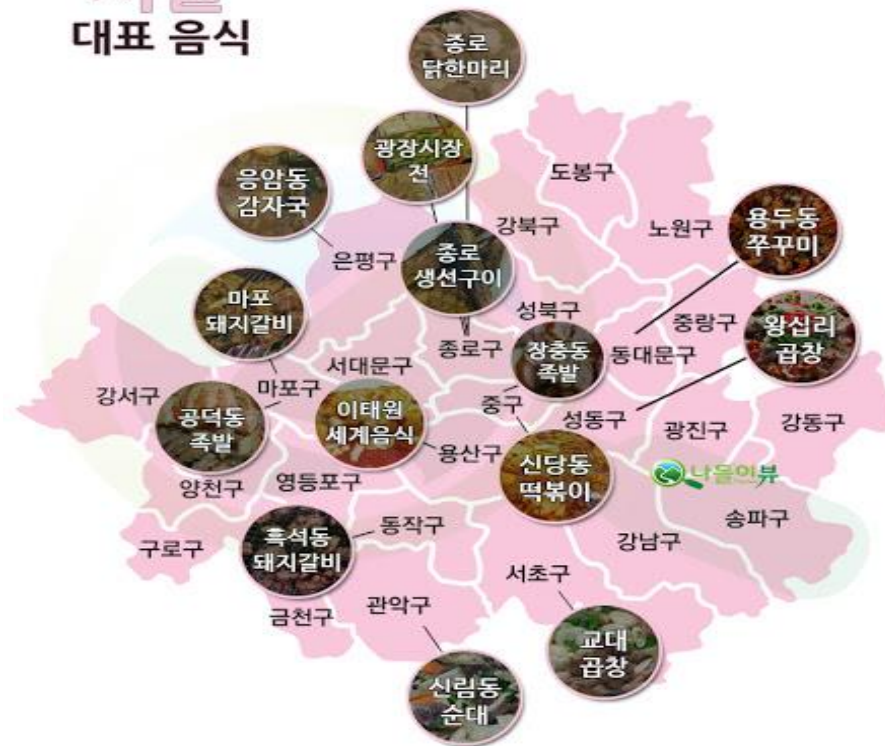 서울
대표 음식
종로
닭한마리
광장시장
전
응암동
감자국
도봉구
강북구
노원구
용두동
쭈꾸미
은평구
종로
생선구이
마포
돼지갈비
성북구
중랑구
왕십리
곱창
서대문구
종로구
장충동
족발
동대문구
강서구
마포구
공덕동
족발
이태원
세계음식
중구
성동구
광진구
강동구
용산구
신당동
떡볶이
나들이뷰
양천구
영등포구
흑석동
돼지갈비
동작구
송파구
구로구
강남구
서초구
금천구
관악구
교대
곱창
신림동
순대